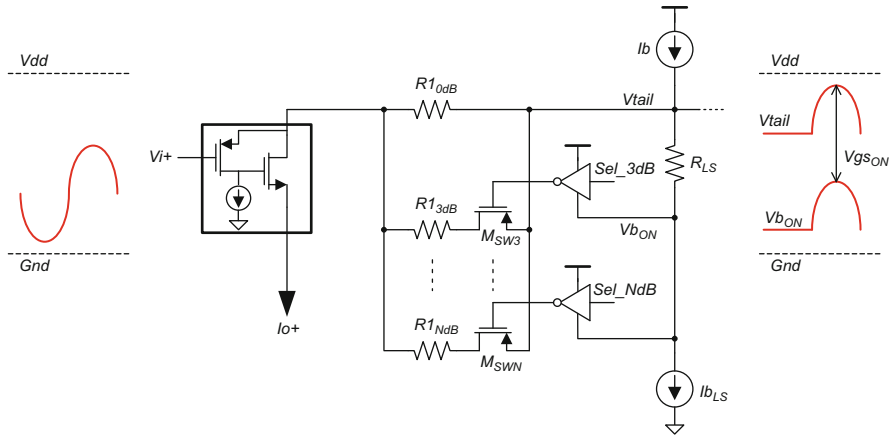 Vdd
Gnd
Vi+
Io+
R1_0dB
R1_3dB
R1_NdB
M_SW3
M_SWN
Ib
Vtail
Sel_3dB
R_LS
Vb_ON
Sel_NdB
Ib_LS
Vdd
Vtail
Vgs_ON
Vb_ON
Gnd